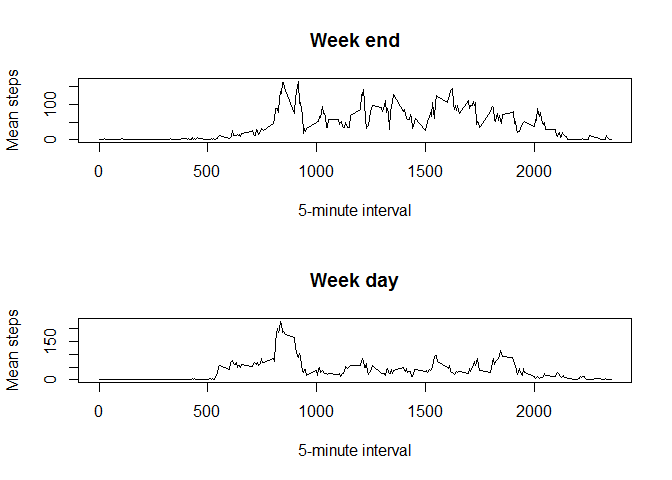 Week end
Mean steps
100
0
0 500 1000 1500 2000
5-minute interval
Week day
Mean steps
150
0
0 500 1000 1500 2000
5-minute interval